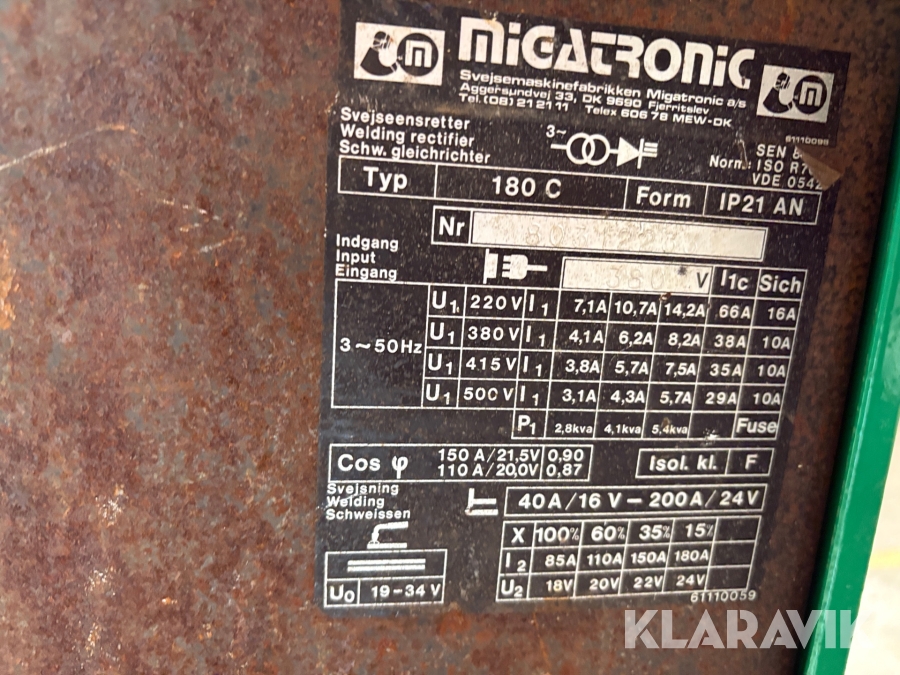 m MIGATRONIC m
Svejsemaskinefabrikken Migatronic a/s
Aggersundvej 33, DK 9690 Fjerritslev
Tel. (08) 21 21 11 Telex 606 78 MEW-DK
61110098
Svejseensretter
Welding rectifier
Schw. gleichrichter
3~
SEN
Norm.: ISO R7
VDE 0542
Typ 180 C Form IP21 AN
Nr
Indgang
Input
Eingang
380 V I1c Sich
3~50Hz
U1 220V I1 7,1A 10,7A 14,2A 66A 16A
U1 380V I1 4,1A 6,2A 8,2A 38A 10A
U1 415V I1 3,8A 5,7A 7,5A 35A 10A
U1 500V I1 3,1A 4,3A 5,7A 29A 10A
P1 2,8kva 4,1kva 5,4kva Fuse
Cos φ 150 A/21,5V 0,90
110 A/20,0V 0,87
Isol. kl. F
Svejsning
Welding
Schweissen
40A/16V – 200A/24V
X 100% 60% 35% 15%
I2 85A 110A 150A 180A
U2 18V 20V 22V 24V
U0 19-34 V
61110059
KLARAVIK